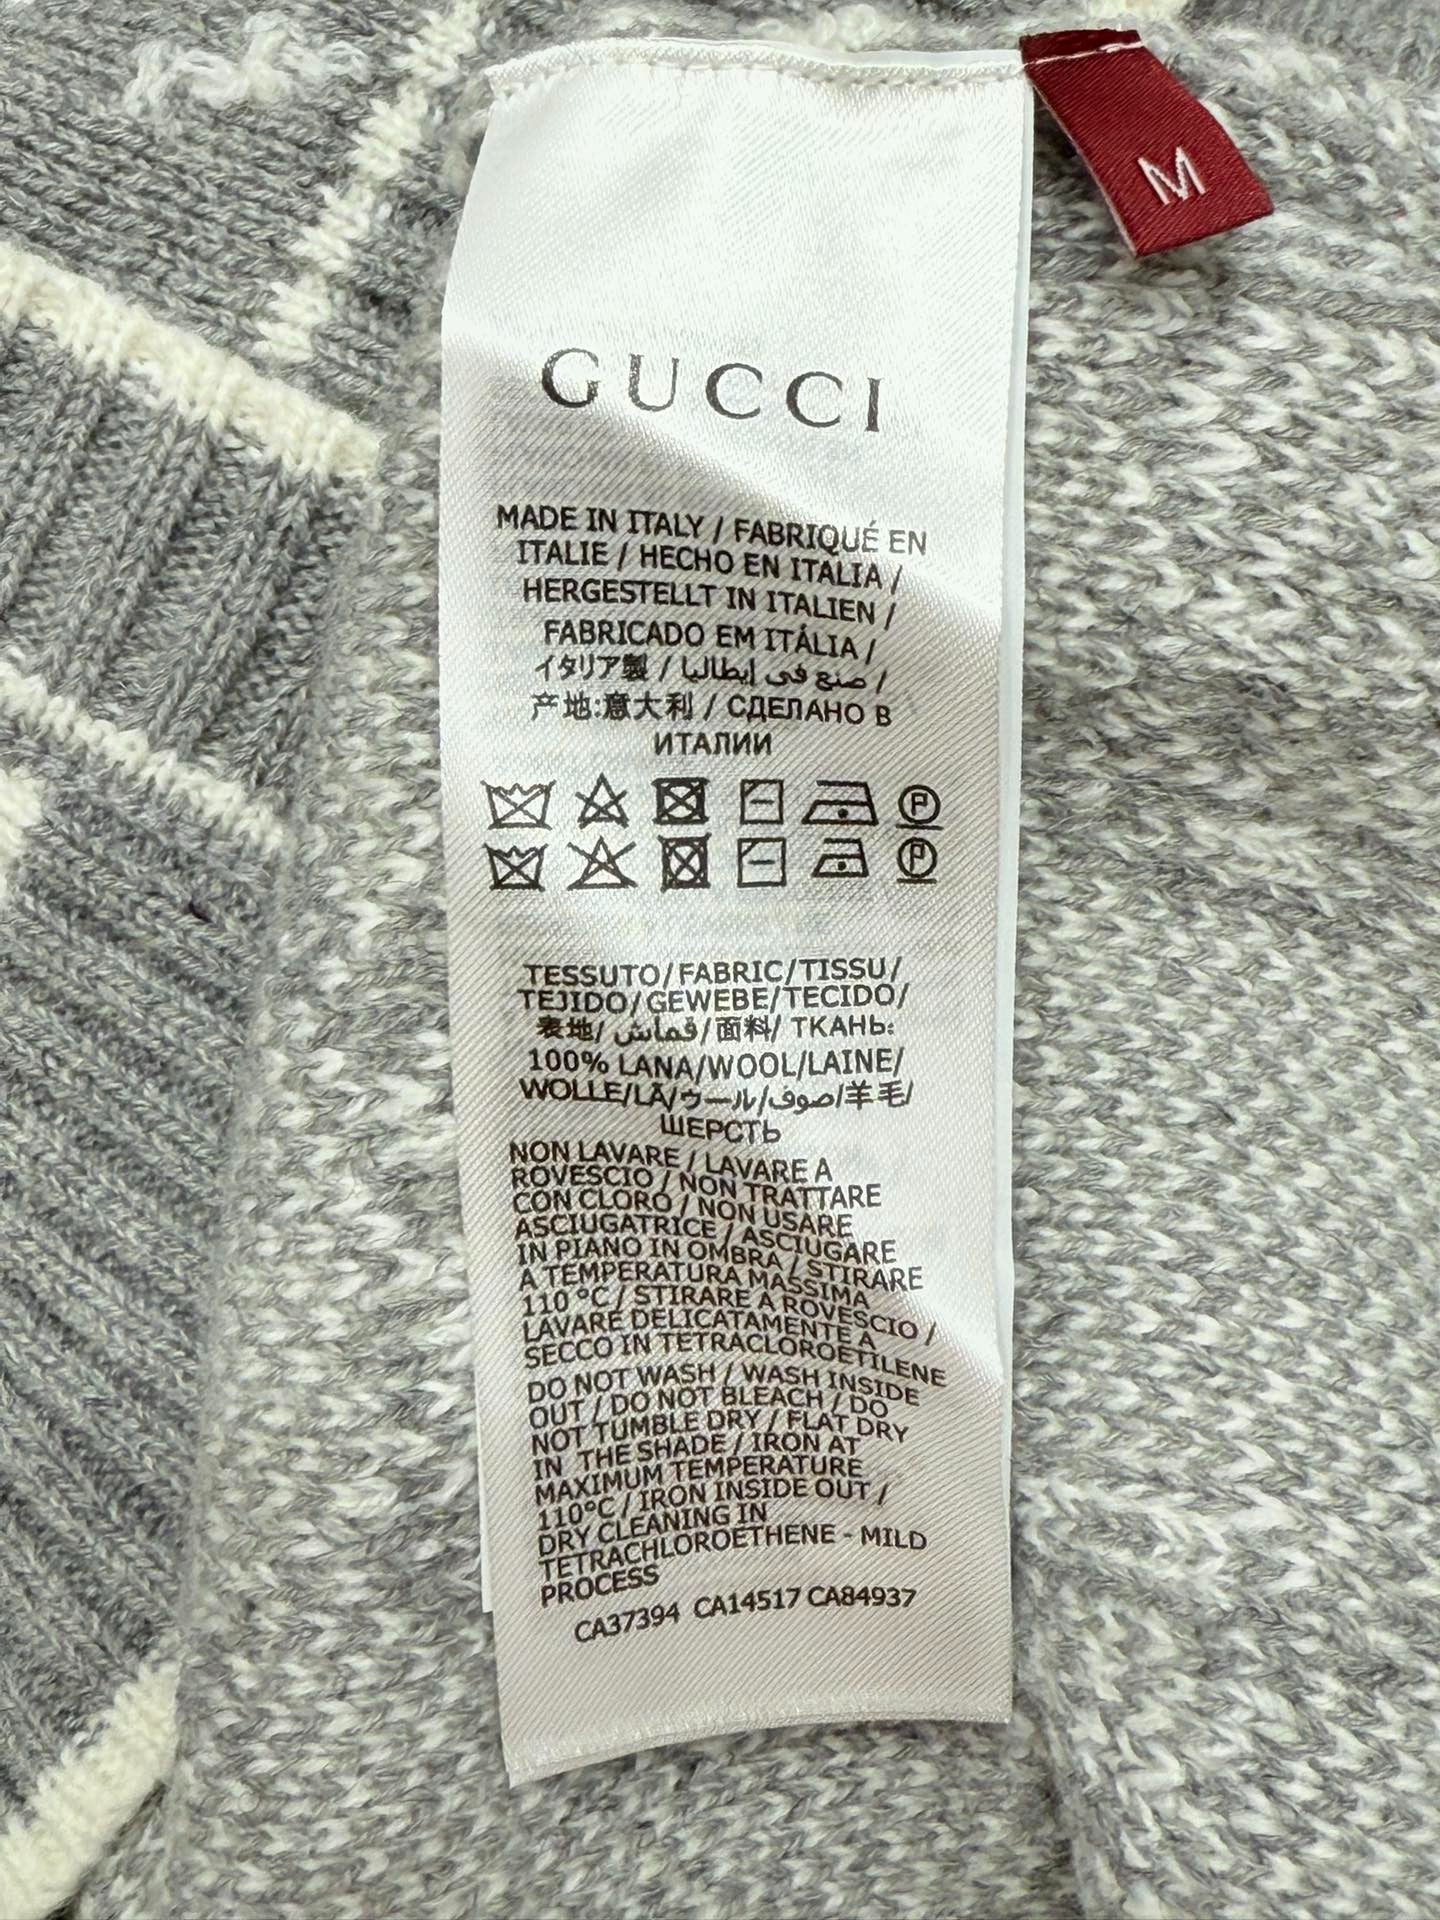 M
GUCCI
MADE IN ITALY / FABRIQUÉ EN
ITALIE / HECHO EN ITALIA /
HERGESTELLT IN ITALIEN /
FABRICADO EM ITÁLIA /
イタリア製 / صنع في إيطاليا /
产地:意大利 / СДЕЛАНО В
ИТАЛИИ
P
P
TESSUTO/FABRIC/TISSU/
TEJIDO/GEWEBE/TECIDO/
表地/ قماش/面料/ ТКАНЬ:
100% LANA/WOOL/LAINE/
WOLLE/LÃ/ウール/صوف/羊毛/
ШЕРСТЬ
NON LAVARE / LAVARE A
ROVESCIO / NON TRATTARE
CON CLORO / NON USARE
ASCIUGATRICE / ASCIUGARE
IN PIANO IN OMBRA / STIRARE
A TEMPERATURA MASSIMA
110 °C / STIRARE A ROVESCIO /
LAVARE DELICATAMENTE A
SECCO IN TETRACLOROETILENE
DO NOT WASH / WASH INSIDE
OUT / DO NOT BLEACH / DO
NOT TUMBLE DRY / FLAT DRY
IN THE SHADE / IRON AT
MAXIMUM TEMPERATURE
110°C / IRON INSIDE OUT /
DRY CLEANING IN
TETRACHLOROETHENE - MILD
PROCESS
CA37394 CA14517 CA84937